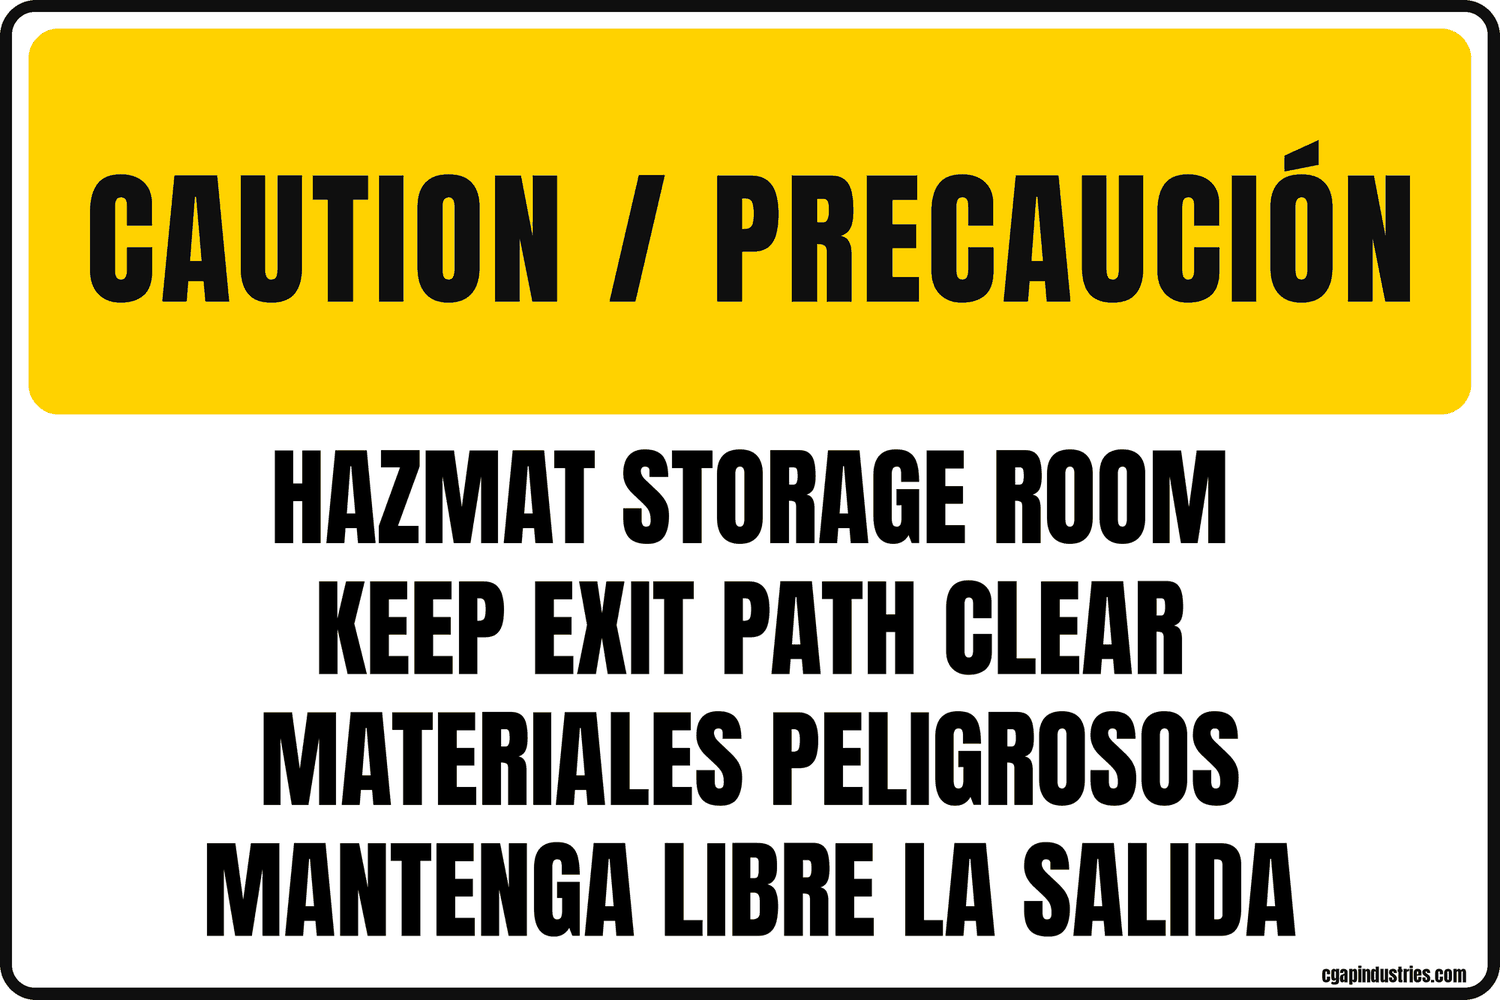 CAUTION / PRECAUCIÓN
HAZMAT STORAGE ROOM
KEEP EXIT PATH CLEAR
MATERIALES PELIGROSOS
MANTENGA LIBRE LA SALIDA
cgapindustries.com